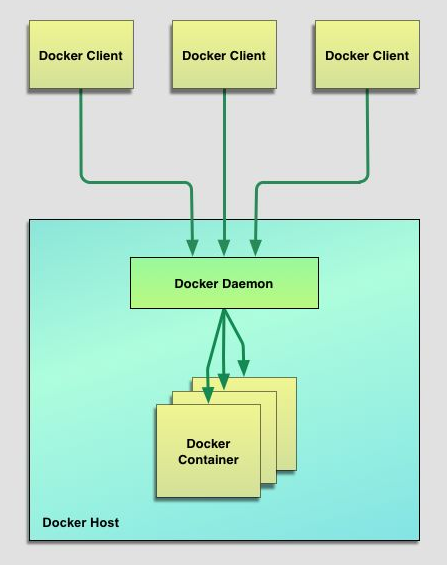 Docker Client
Docker Client
Docker Client
Docker Daemon
Docker
Container
Docker Host